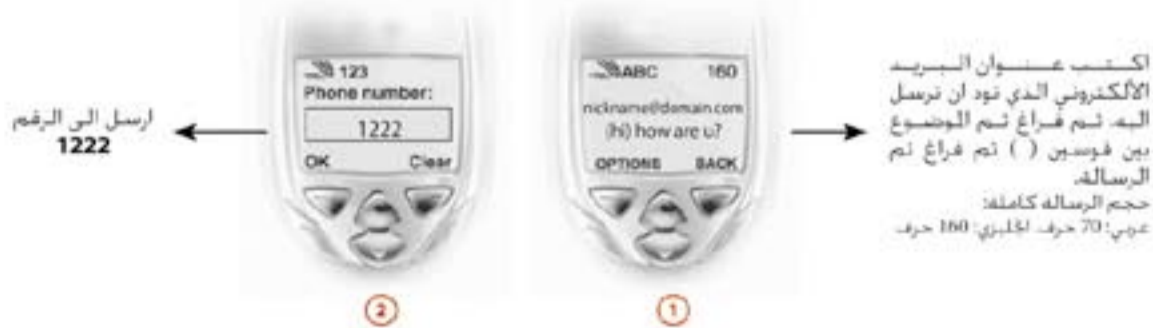 اكتب عنوان البريد
الألكتروني الذي تود ان ترسل
اليه، ثم فراغ ثم الموضوع
بين قوسين ( ) ثم فراغ ثم
الرسالة.
حجم الرسالة كاملة:
عربي: 70 حرف، انجليزي: 160 حرف
ABC 160
nickname@domain.com
(hi) how are u?
OPTIONS BACK
1
123
Phone number:
1222
OK Clear
2
ارسل الى الرقم
1222